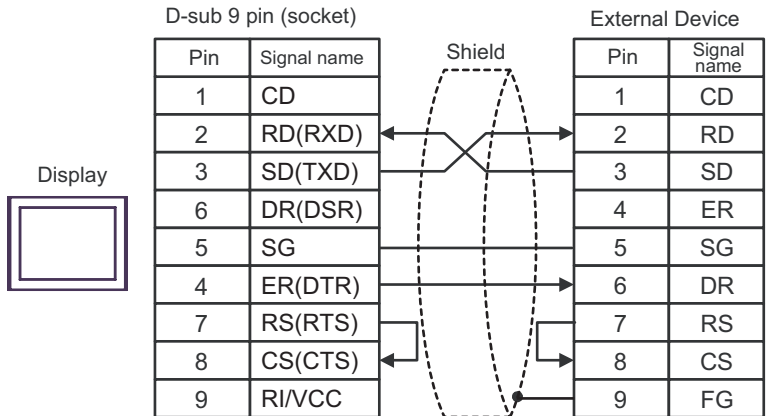 D-sub 9 pin (socket)
External Device
Pin Signal name
Shield
Pin Signal name
1 CD 1 CD
2 RD(RXD) 2 RD
3 SD(TXD) 3 SD
Display
6 DR(DSR) 4 ER
5 SG 5 SG
4 ER(DTR) 6 DR
7 RS(RTS) 7 RS
8 CS(CTS) 8 CS
9 RI/VCC 9 FG